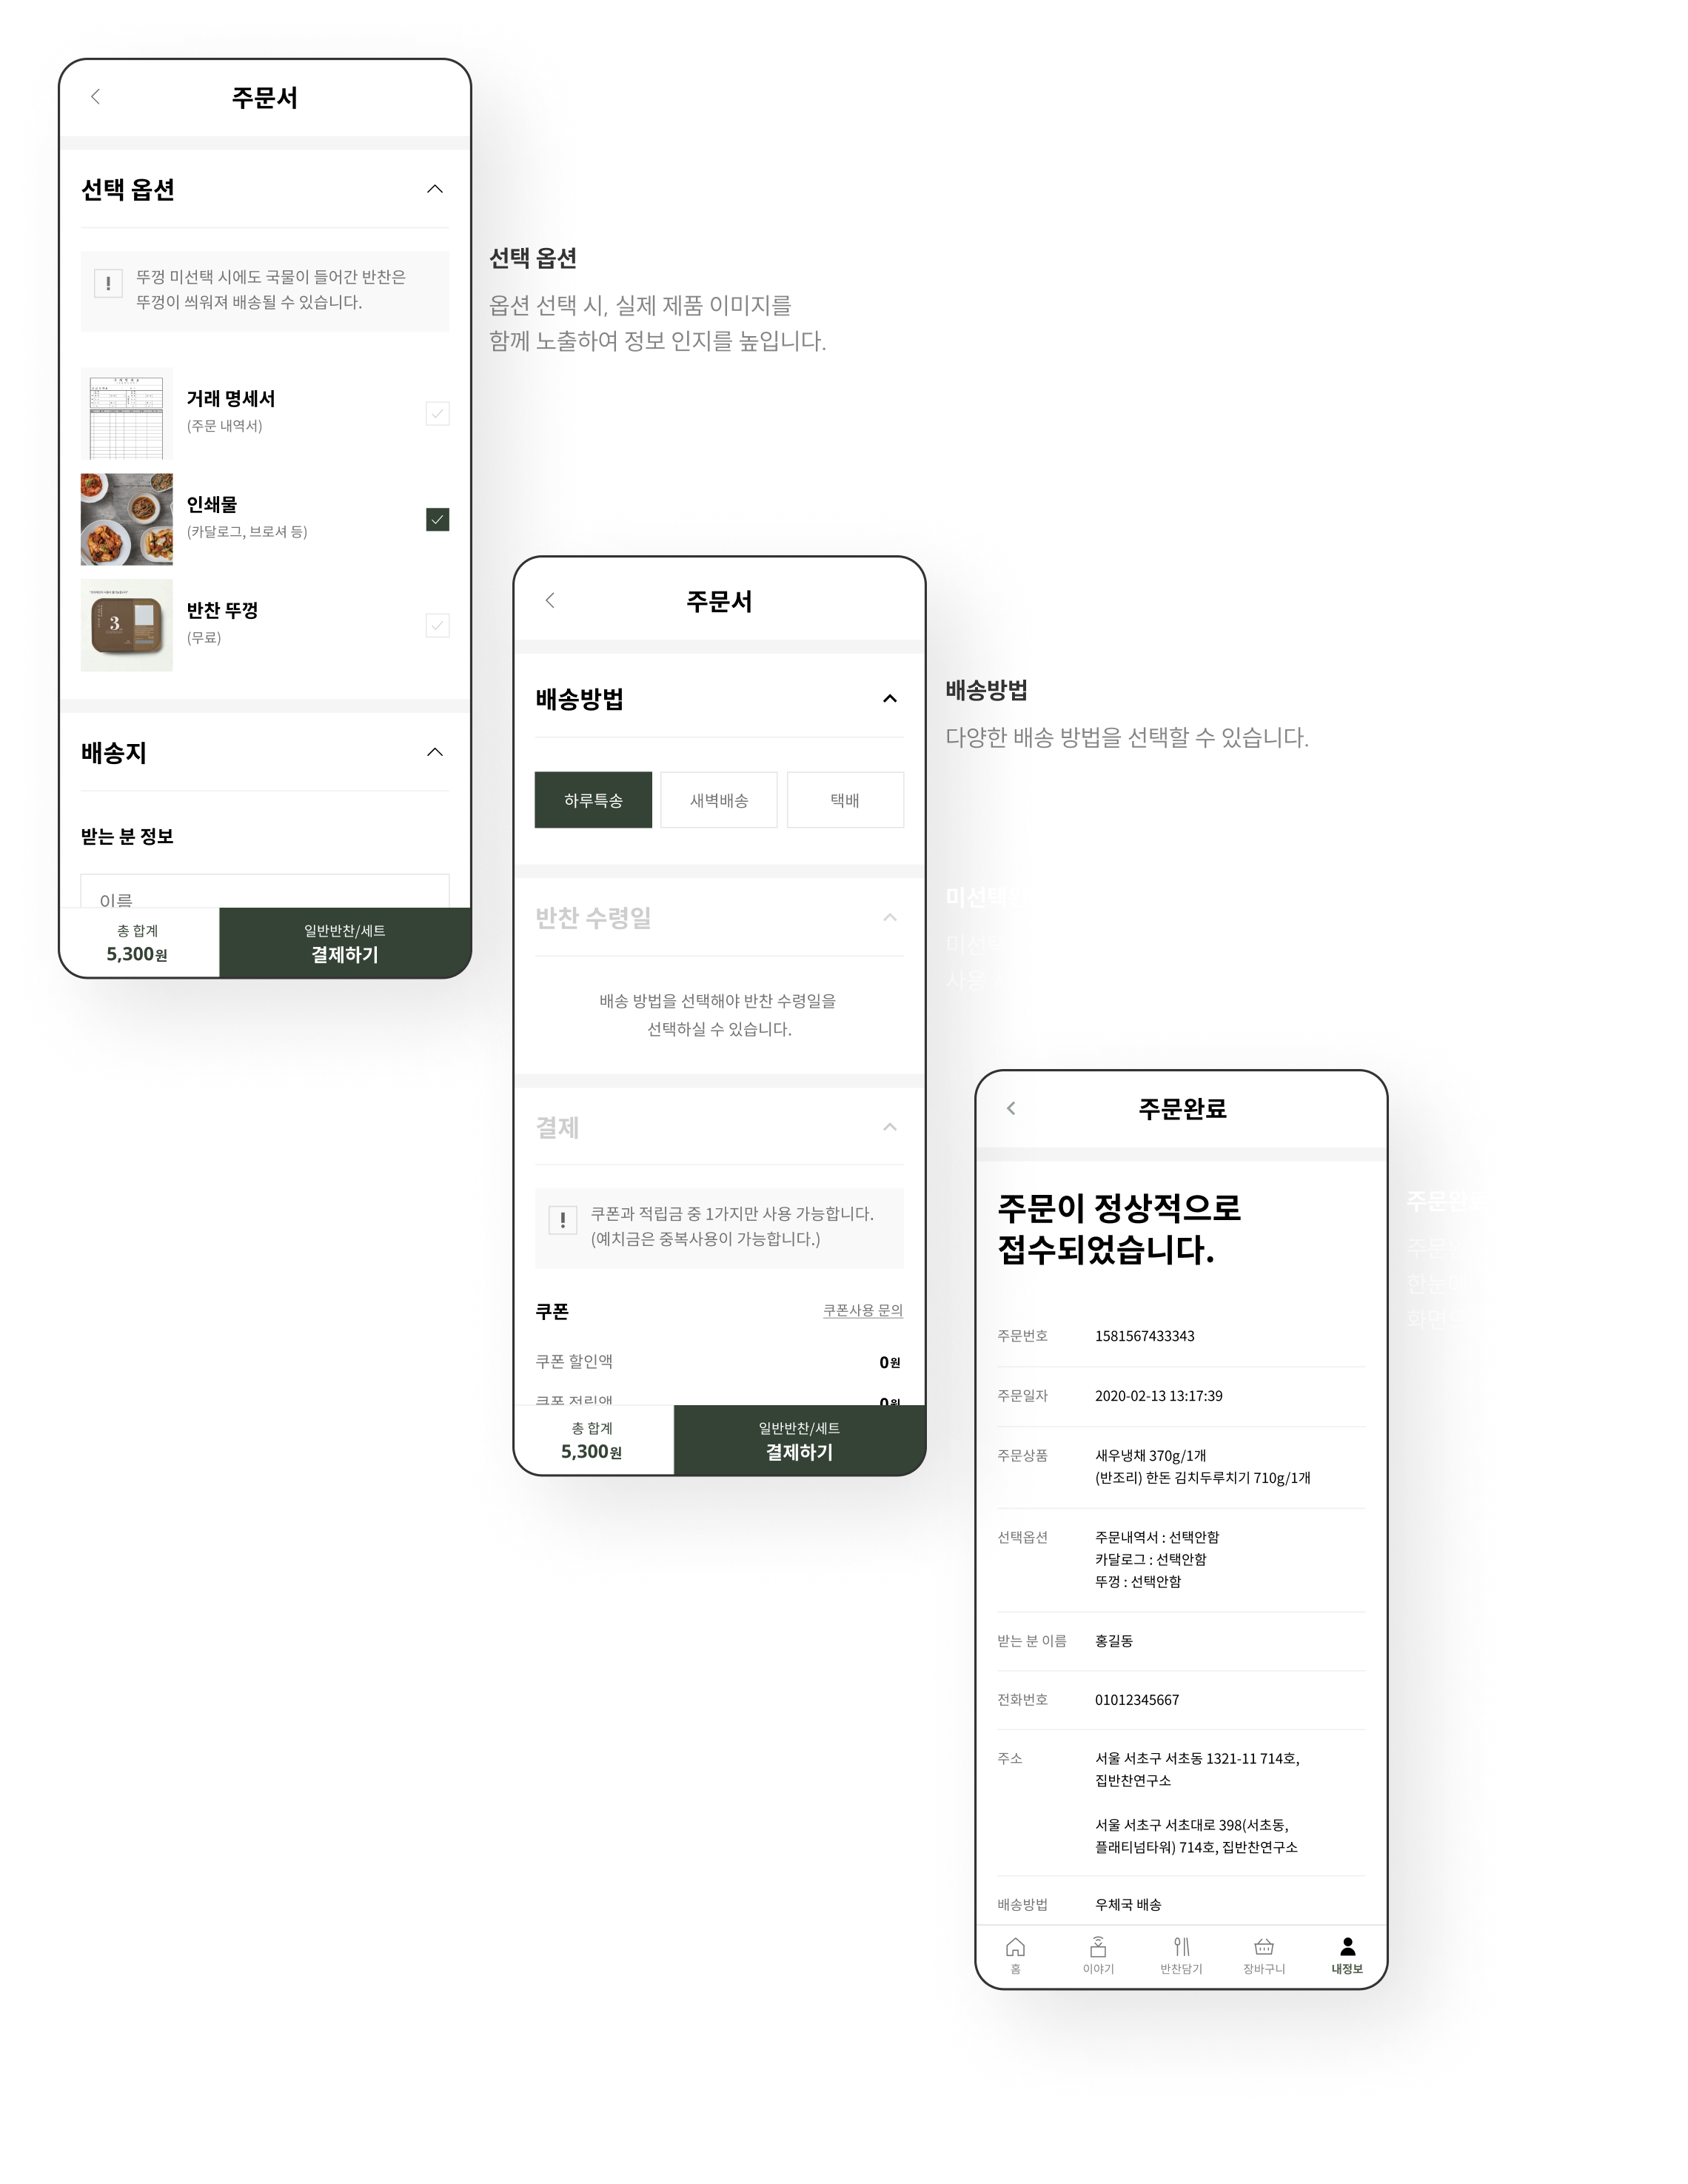 주문서
선택 옵션
뚜껑 미선택 시에도 국물이 들어간 반찬은
뚜껑이 씌워져 배송될 수 있습니다.
거래 명세서
(주문 내역서)
인쇄물
(카달로그, 브로셔 등)
3
반찬 뚜껑
(무료)
배송지
받는 분 정보
이름
총 합계
5,300원
일반반찬/세트
결제하기
선택 옵션
옵션 선택 시, 실제 제품 이미지를
함께 노출하여 정보 인지를 높입니다.
주문서
배송방법
하루특송
새벽배송
택배
반찬 수령일
배송 방법을 선택해야 반찬 수령일을
선택하실 수 있습니다.
결제
쿠폰과 적립금 중 1가지만 사용 가능합니다.
(예치금은 중복사용이 가능합니다.)
쿠폰
쿠폰사용 문의
쿠폰 할인액
0원
쿠폰 적립액
0원
총 합계
5,300원
일반반찬/세트
결제하기
배송방법
다양한 배송 방법을 선택할 수 있습니다.
주문완료
주문이 정상적으로
접수되었습니다.
주문번호
1581567433343
주문일자
2020-02-13 13:17:39
주문상품
새우냉채 370g/1개
(반조리) 한돈 김치두루치기 710g/1개
선택옵션
주문내역서 : 선택안함
카달로그 : 선택안함
뚜껑 : 선택안함
받는 분 이름
홍길동
전화번호
01012345667
주소
서울 서초구 서초동 1321-11 714호,
집반찬연구소
서울 서초구 서초대로 398(서초동,
플래티넘타워) 714호, 집반찬연구소
배송방법
우체국 배송
홈
이야기
반찬담기
장바구니
내정보